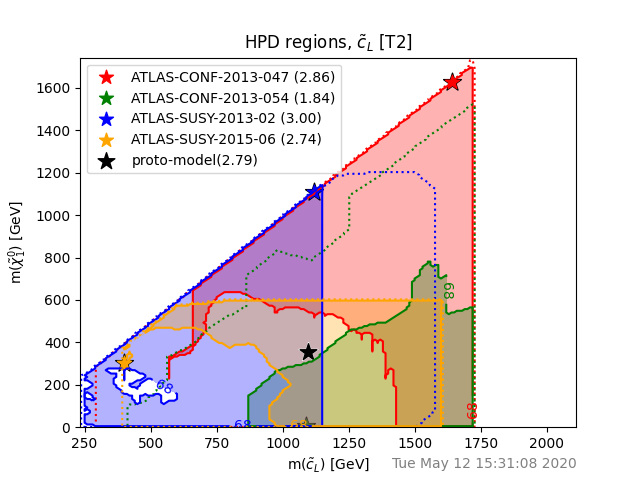 HPD regions, c̃_L [T2]
ATLAS-CONF-2013-047 (2.86)
ATLAS-CONF-2013-054 (1.84)
ATLAS-SUSY-2013-02 (3.00)
ATLAS-SUSY-2015-06 (2.74)
proto-model(2.79)
m(χ̃⁰₁) [GeV]
1600
1400
1200
1000
800
600
400
200
0
68
68
68
68
250
500
750
1000
1250
1500
1750
2000
m(c̃_L) [GeV]
Tue May 12 15:31:08 2020